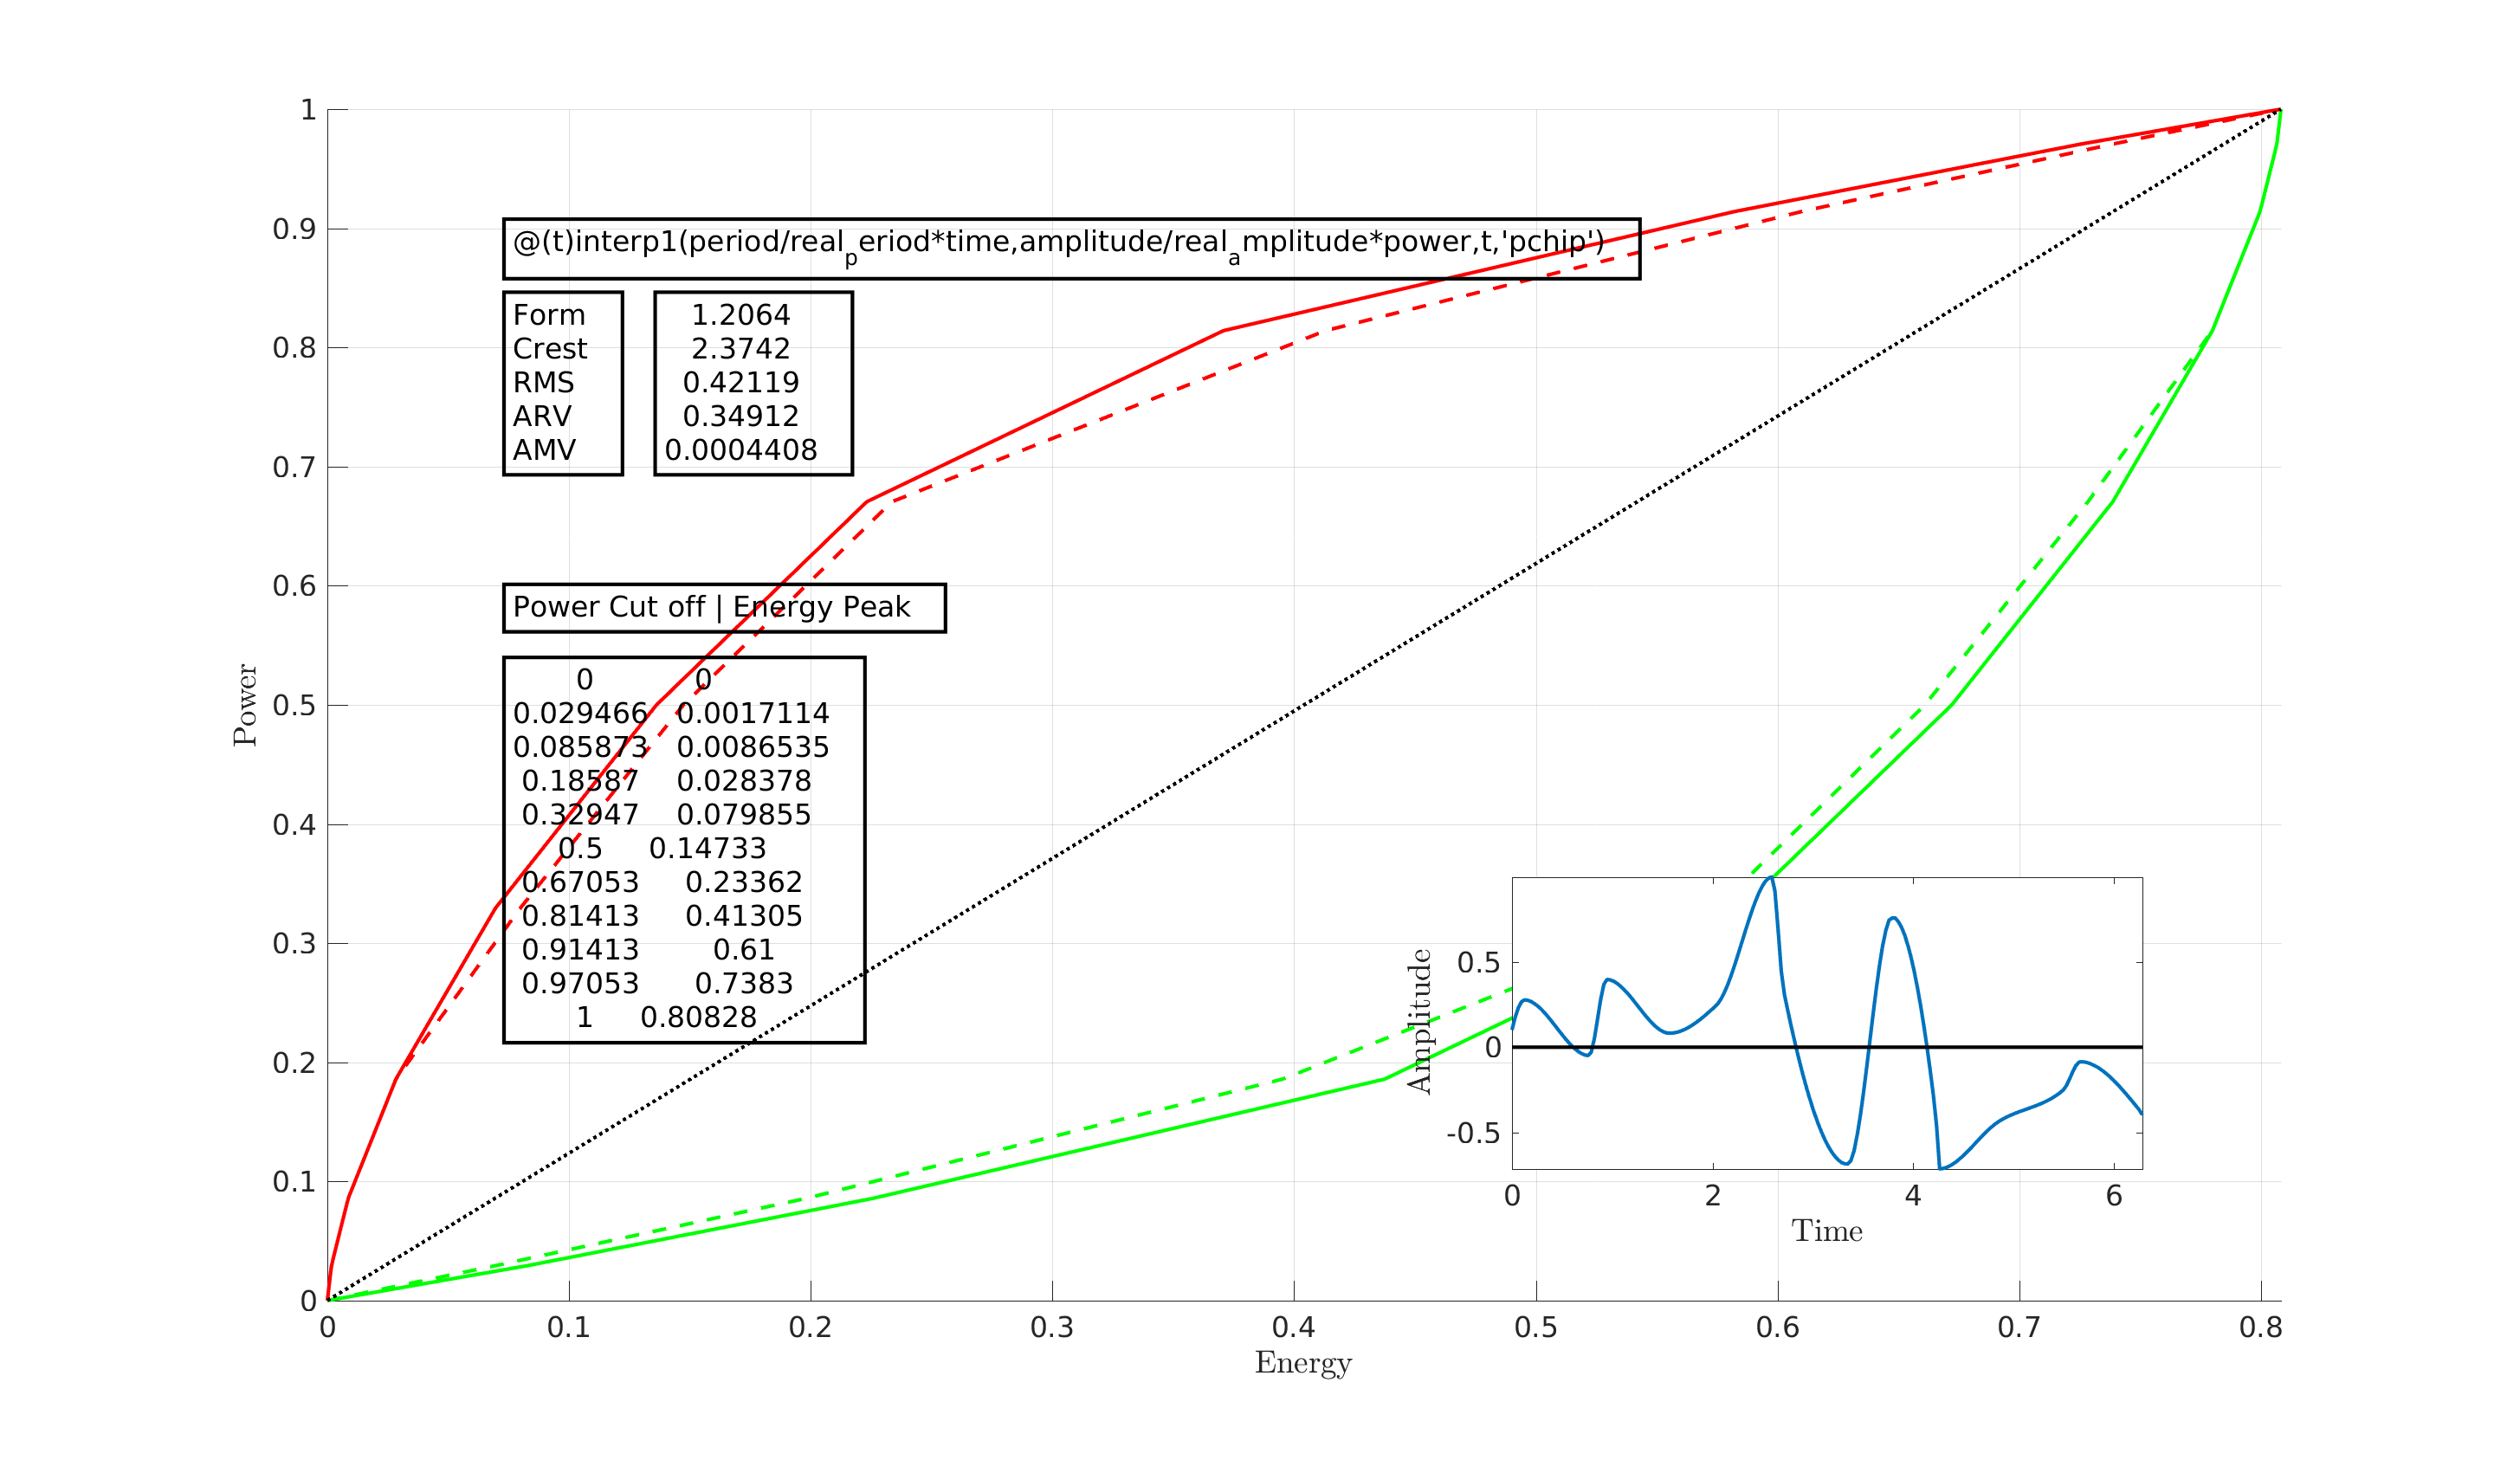 1
0.9
0.8
0.7
0.6
0.5
0.4
0.3
0.2
0.1
0
Power
@(t)interp1(period/real_period*time,amplitude/real_amplitude*power,t,'pchip')
Form 1.2064
Crest 2.3742
RMS 0.42119
ARV 0.34912
AMV 0.0004408
Power Cut off | Energy Peak
0 0
0.029466 0.0017114
0.085873 0.0086535
0.18587 0.028378
0.32947 0.079855
0.5 0.14733
0.67053 0.23362
0.81413 0.41305
0.91413 0.61
0.97053 0.7383
1 0.80828
Amplitude
0.5
0
-0.5
0 2 4 6
Time
0 0.1 0.2 0.3 0.4 0.5 0.6 0.7 0.8
Energy